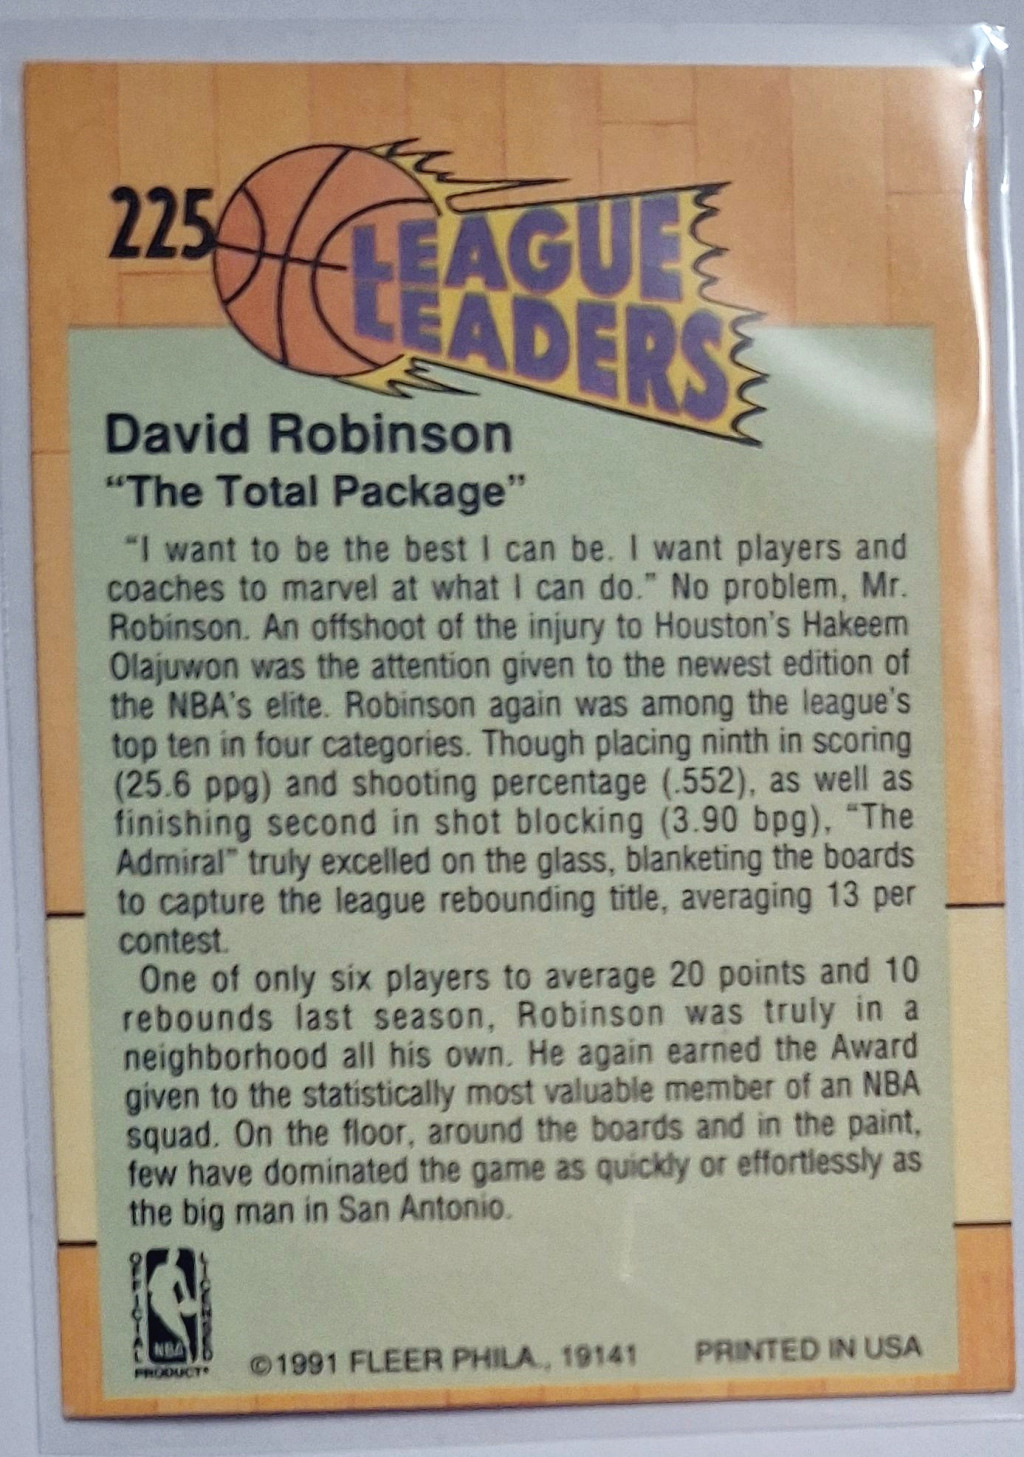 225
LEAGUE
LEADERS
David Robinson
“The Total Package”
“I want to be the best I can be. I want players and
coaches to marvel at what I can do.” No problem, Mr.
Robinson. An offshoot of the injury to Houston's Hakeem
Olajuwon was the attention given to the newest edition of
the NBA's elite. Robinson again was among the league's
top ten in four categories. Though placing ninth in scoring
(25.6 ppg) and shooting percentage (.552), as well as
finishing second in shot blocking (3.90 bpg), “The
Admiral” truly excelled on the glass, blanketing the boards
to capture the league rebounding title, averaging 13 per
contest.
One of only six players to average 20 points and 10
rebounds last season, Robinson was truly in a
neighborhood all his own. He again earned the Award
given to the statistically most valuable member of an NBA
squad. On the floor, around the boards and in the paint,
few have dominated the game as quickly or effortlessly as
the big man in San Antonio.
OFFICIAL
LICENSED
NBA
PRODUCT®
©1991 FLEER PHILA., 19141
PRINTED IN USA